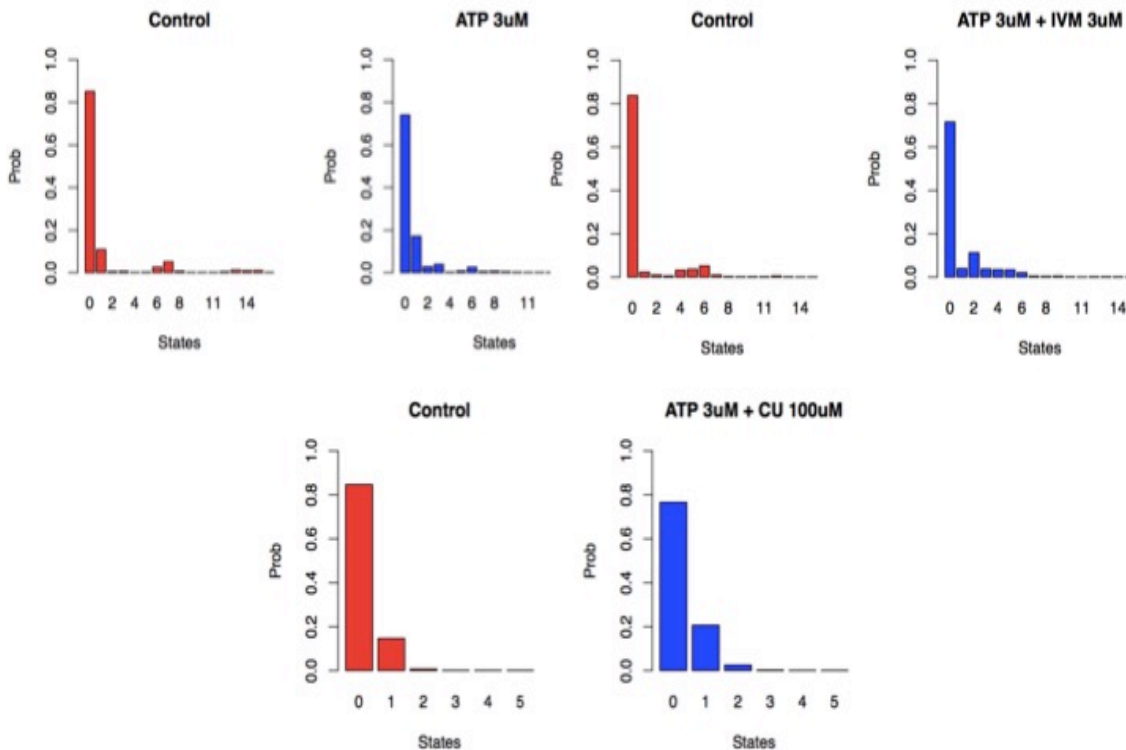 Control
Prob
0.0 0.2 0.4 0.6 0.8 1.0
0 2 4 6 8 11 14
States
ATP 3uM
Prob
0.0 0.2 0.4 0.6 0.8 1.0
0 2 4 6 8 11
States
Control
Prob
0.0 0.2 0.4 0.6 0.8 1.0
0 2 4 6 8 11 14
States
ATP 3uM + IVM 3uM
Prob
0.0 0.2 0.4 0.6 0.8 1.0
0 2 4 6 8 11 14
States
Control
Prob
0.0 0.2 0.4 0.6 0.8 1.0
0 1 2 3 4 5
States
ATP 3uM + CU 100uM
Prob
0.0 0.2 0.4 0.6 0.8 1.0
0 1 2 3 4 5
States